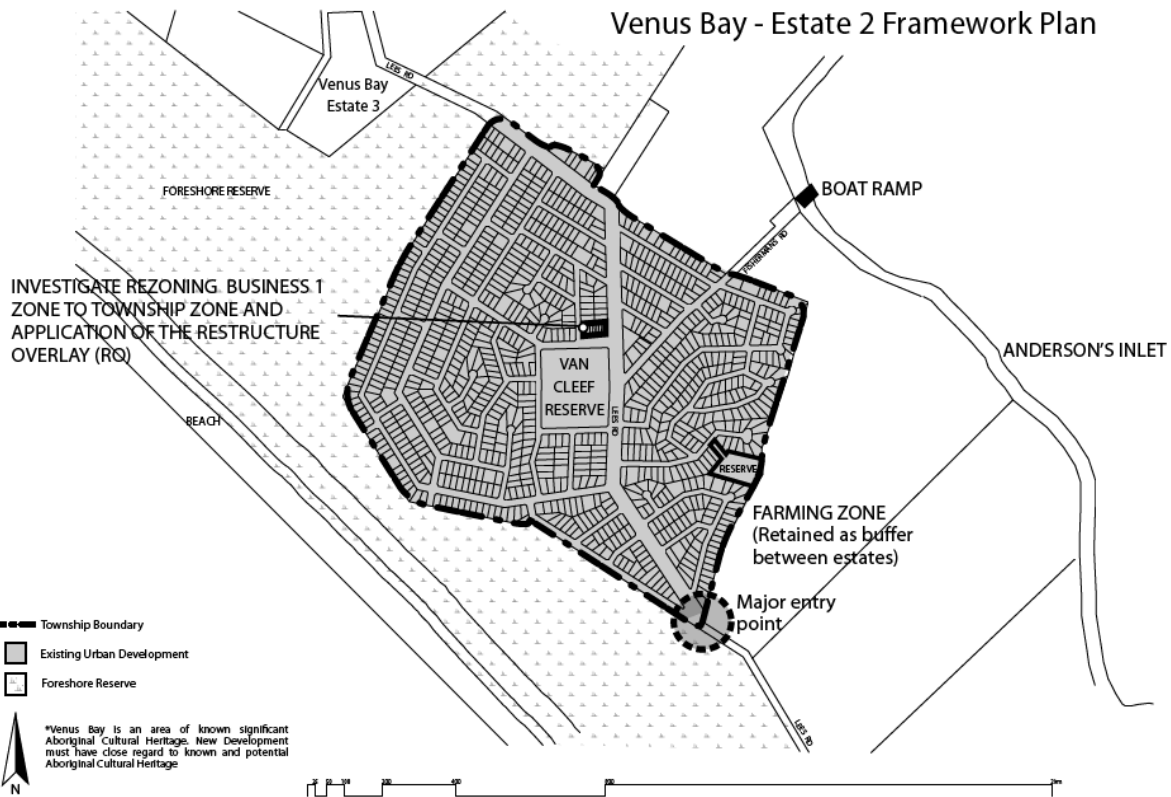 Venus Bay - Estate 2 Framework Plan
LEES RD
Venus Bay
Estate 3
FORESHORE RESERVE
BOAT RAMP
FISHERMANS RD
INVESTIGATE REZONING BUSINESS 1
ZONE TO TOWNSHIP ZONE AND
APPLICATION OF THE RESTRUCTURE
OVERLAY (RO)
ANDERSON'S INLET
VAN
CLEEF
RESERVE
LEES RD
BEACH
RESERVE
FARMING ZONE
(Retained as buffer
between estates)
Major entry
point
LEES RD
Township Boundary
Existing Urban Development
Foreshore Reserve
*Venus Bay is an area of known significant
Aboriginal Cultural Heritage. New Development
must have close regard to known and potential
Aboriginal Cultural Heritage
N